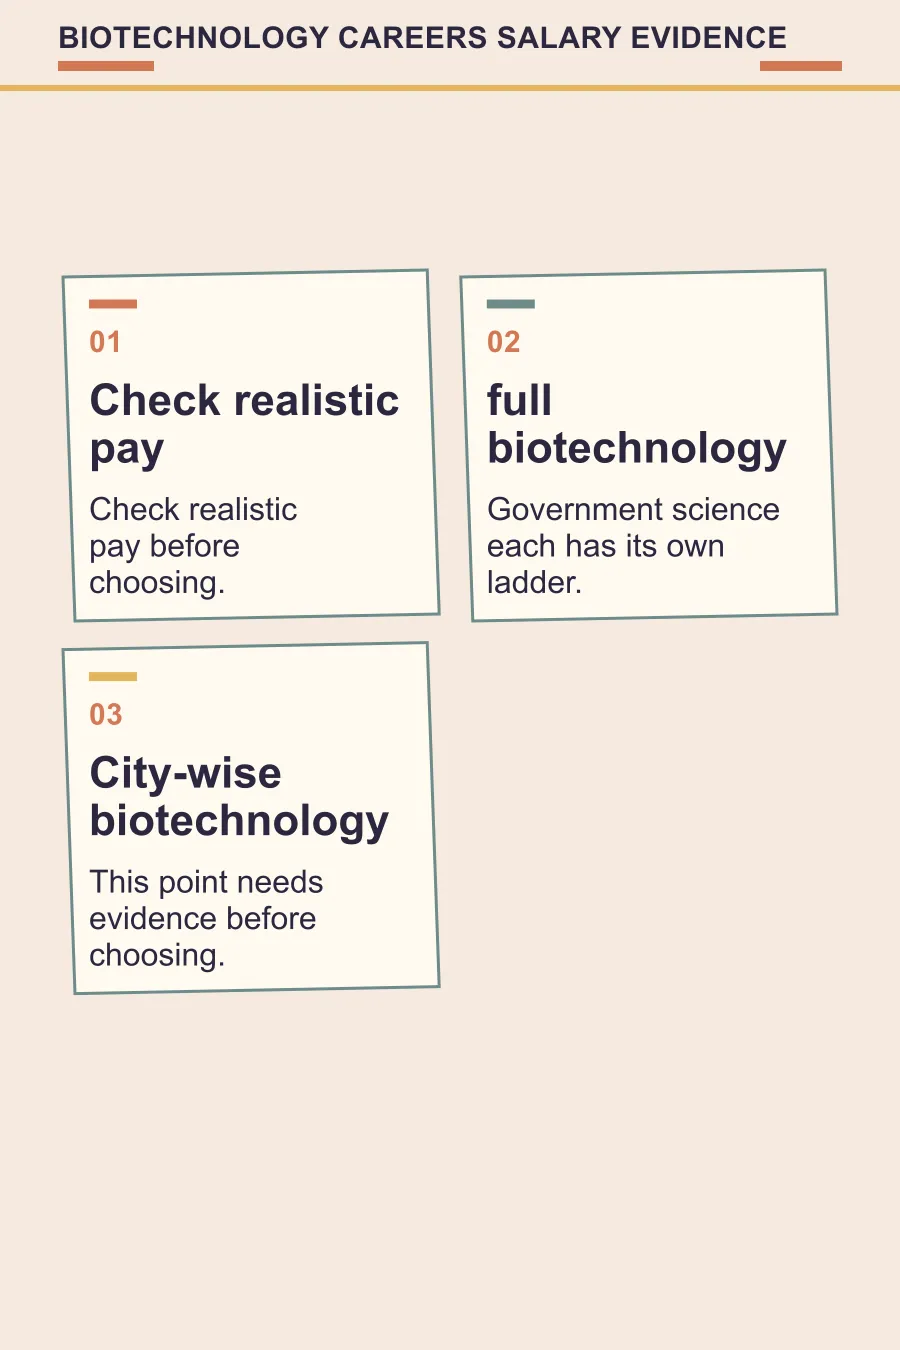 BIOTECHNOLOGY CAREERS SALARY EVIDENCE
01
Check realistic
pay
Check realistic
pay before
choosing.
02
full
biotechnology
Government science
each has its own
ladder.
03
City-wise
biotechnology
This point needs
evidence before
choosing.